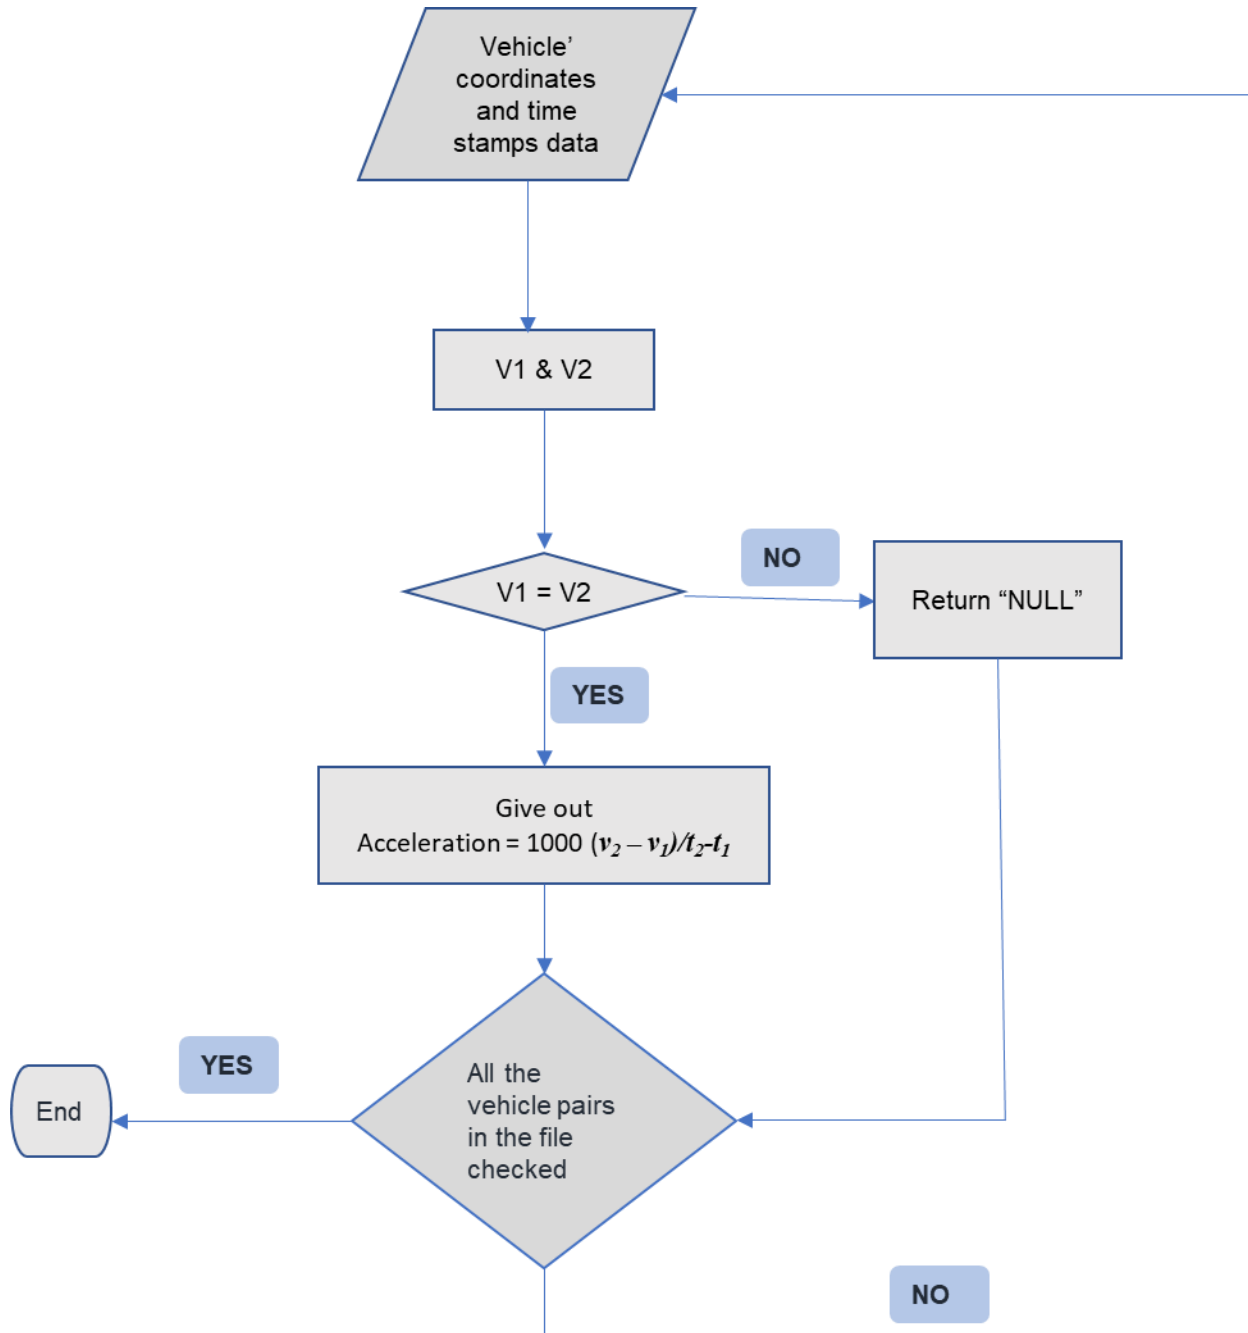 Vehicle’
coordinates
and time
stamps data
V1 & V2
V1 = V2
NO
Return “NULL”
YES
Give out
Acceleration = 1000 (v₂ – v₁)/t₂-t₁
All the
vehicle pairs
in the file
checked
YES
End
NO